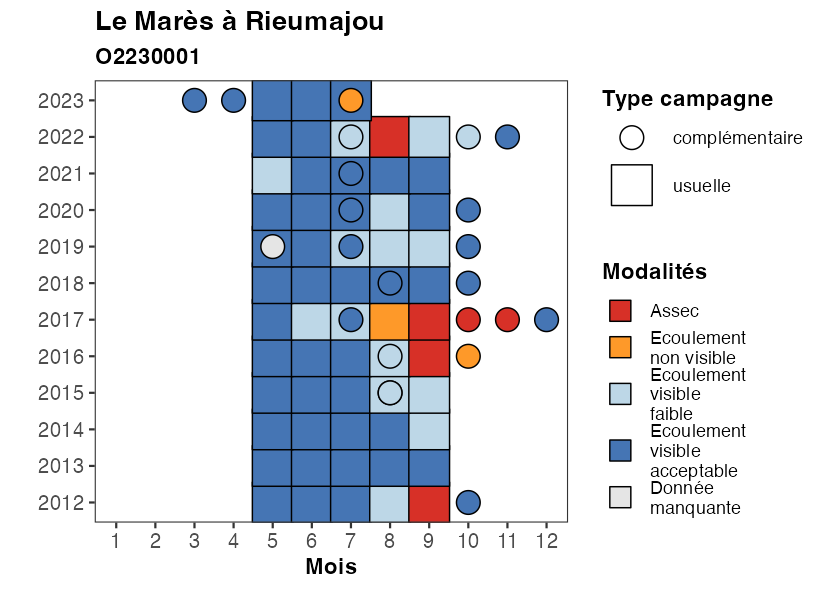 Le Marès à Rieumajou
O2230001
2023
2022
2021
2020
2019
2018
2017
2016
2015
2014
2013
2012
1 2 3 4 5 6 7 8 9 10 11 12
Mois
Type campagne
complémentaire
usuelle
Modalités
Assec
Ecoulement
non visible
Ecoulement
visible
faible
Ecoulement
visible
acceptable
Donnée
manquante